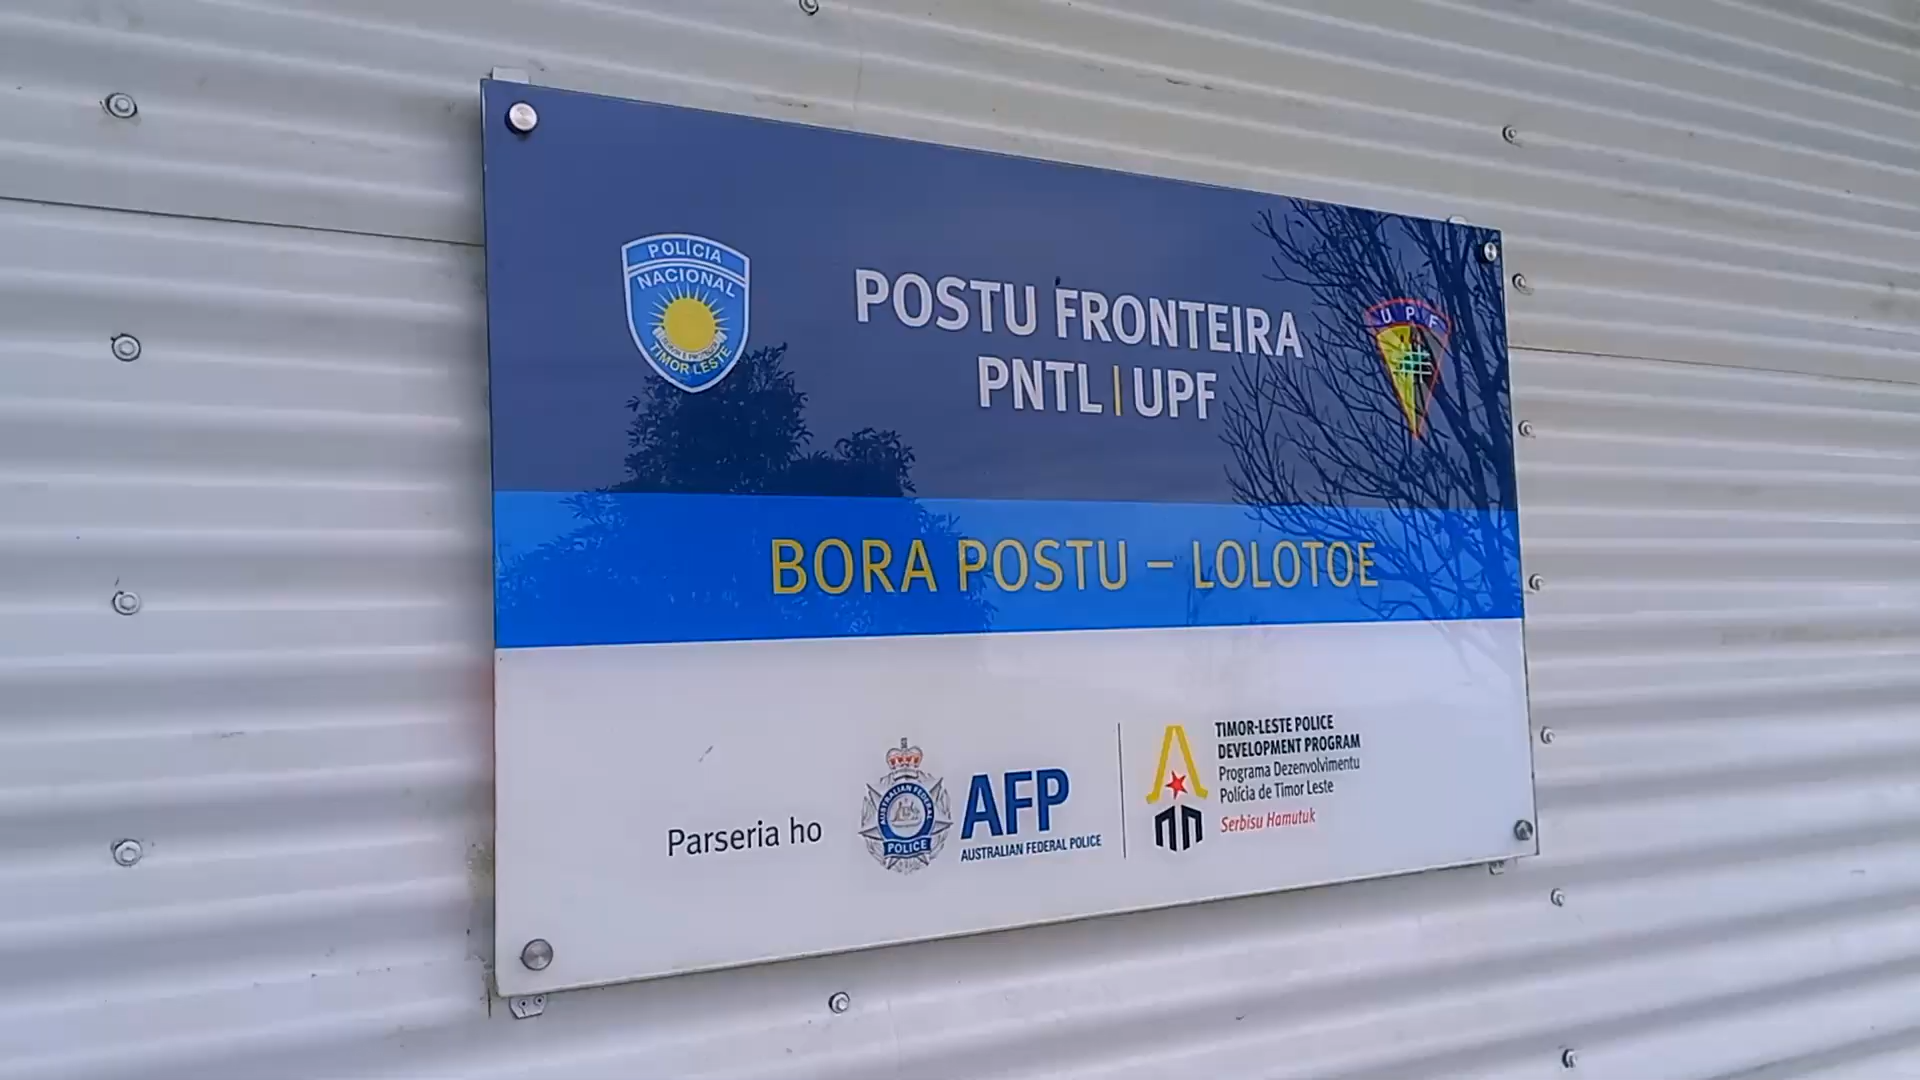 POLÍCIA
NACIONAL
TIMOR LESTE
POSTU FRONTEIRA
PNTL | UPF
UPF
BORA POSTU – LOLOTOE
Parseria ho
AUSTRALIAN FEDERAL
POLICE
AFP
AUSTRALIAN FEDERAL POLICE
TIMOR-LESTE POLICE
DEVELOPMENT PROGRAM
Programa Dezenvolvimentu
Polícia de Timor Leste
Serbisu Hamutuk